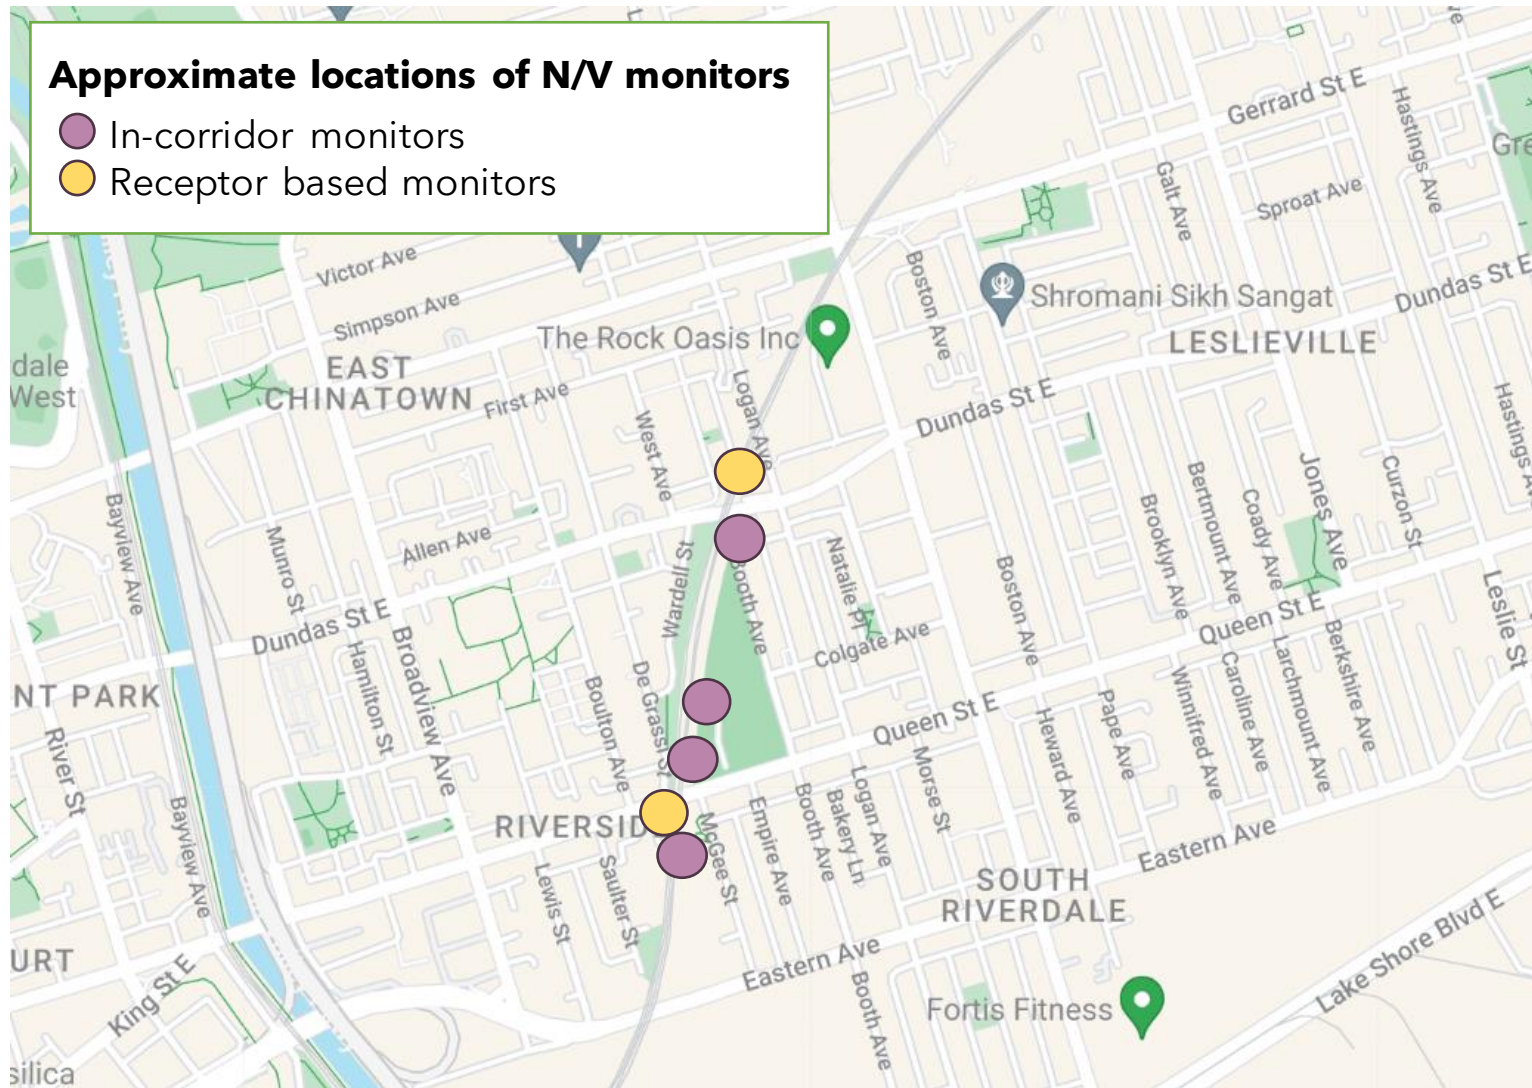 Approximate locations of N/V monitors
In-corridor monitors
Receptor based monitors
Gerrard St E
Hastings Ave
Gre
Galt Ave
Sproat Ave
Victor Ave
Simpson Ave
Boston Ave
Shromani Sikh Sangat
Dundas St E
The Rock Oasis Inc
LESLIEVILLE
dale
West
EAST
CHINATOWN
First Ave
Logan Ave
Dundas St E
Hastings A
West Ave
Bayview Ave
Munro St
Allen Ave
Wardell St
Booth Ave
Natalie Pl
Boston Ave
Brooklyn Ave
Bertmount Ave
Coady Ave
Jones Ave
Curzon St
Leslie St
Dundas St E
Hamilton St
Broadview Ave
Colgate Ave
Queen St E
Larchmount Ave
Berkshire Ave
NT PARK
River St
Boulton Ave
De Grassi St
Queen St E
Heward Ave
Pape Ave
Winnifred Ave
Caroline Ave
Bayview Ave
RIVERSID
McGee St
Empire Ave
Booth Ave
Bakery Ln
Logan Ave
Morse St
Eastern Ave
Lewis St
Saulter St
SOUTH
RIVERDALE
URT
King St E
Eastern Ave
Booth Ave
Fortis Fitness
Lake Shore Blvd E
silica